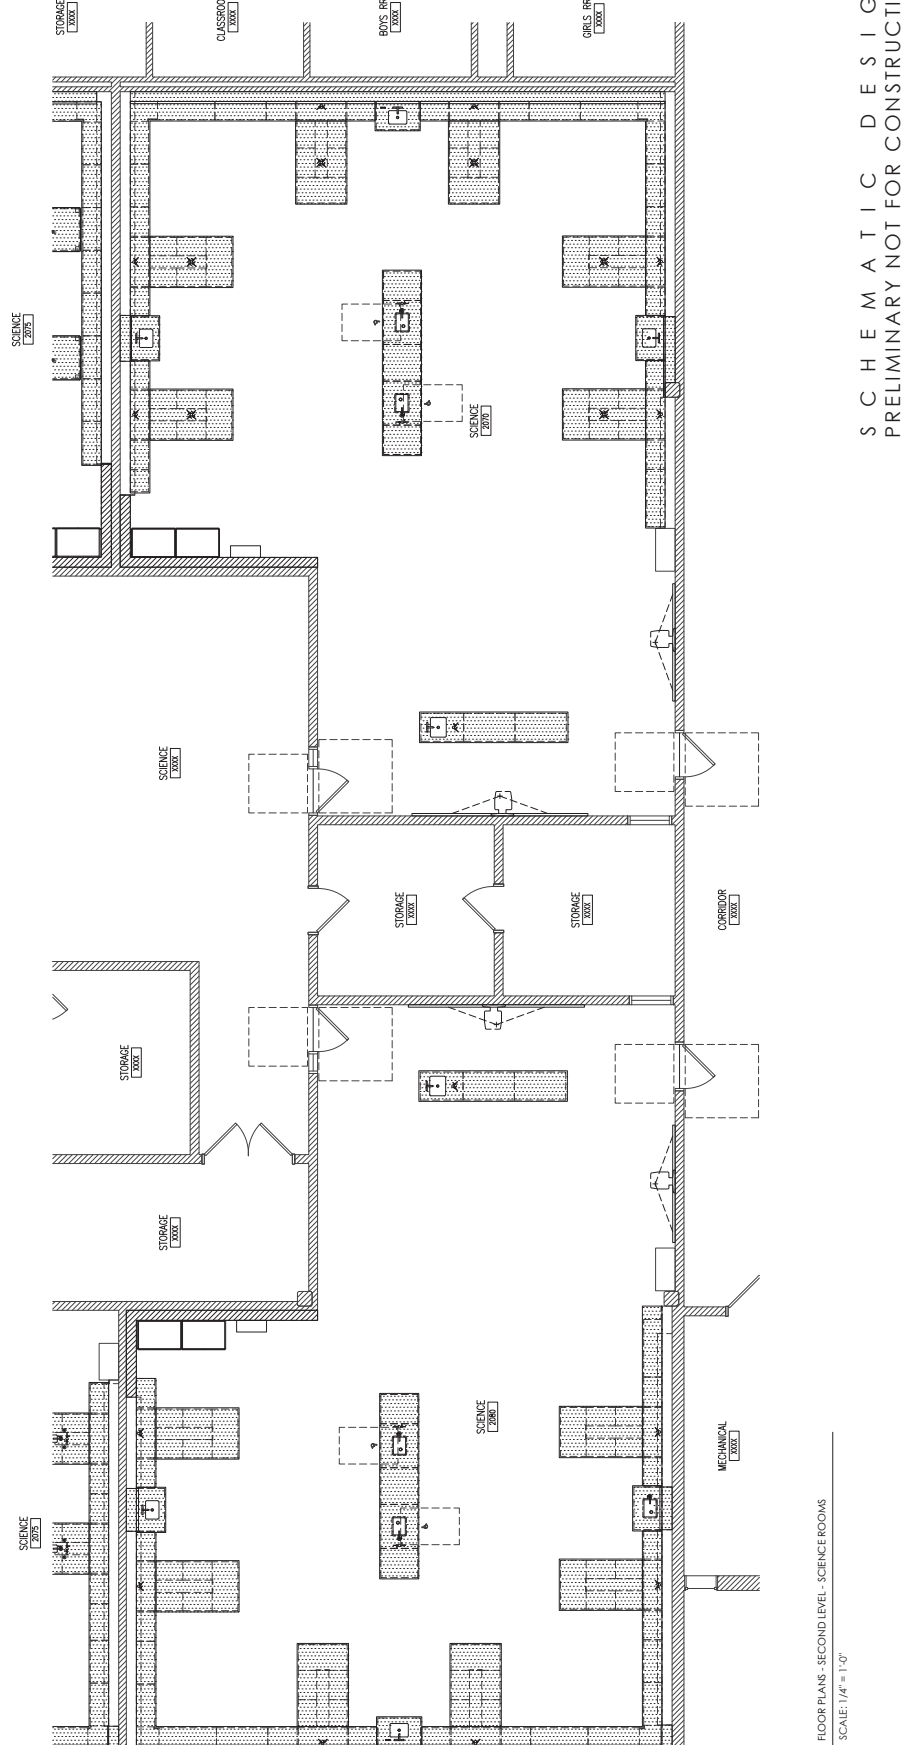 STORAGE
XXXX
CLASSROO
XXXX
BOYS RR
XXXX
GIRLS RR
XXXX
SCIENCE
2075
SCIENCE
2070
SCIENCE
XXXX
STORAGE
XXXX
STORAGE
XXXX
CORRIDOR
XXXX
STORAGE
XXXX
STORAGE
XXXX
SCIENCE
2075
SCIENCE
2080
MECHANICAL
XXXX
FLOOR PLANS - SECOND LEVEL - SCIENCE ROOMS
SCALE: 1/4" = 1'-0"
SCHEMATIC DESIG
PRELIMINARY NOT FOR CONSTRUCTI